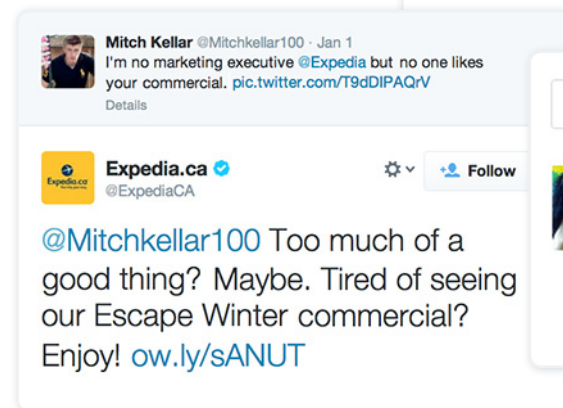 Mitch Kellar @Mitchkellar100 · Jan 1
I'm no marketing executive @Expedia but no one likes
your commercial. pic.twitter.com/T9dDIPAQrV
Details
Expedia.ca
Expedia.ca
@ExpediaCA
Follow
@Mitchkellar100 Too much of a
good thing? Maybe. Tired of seeing
our Escape Winter commercial?
Enjoy! ow.ly/sANUT